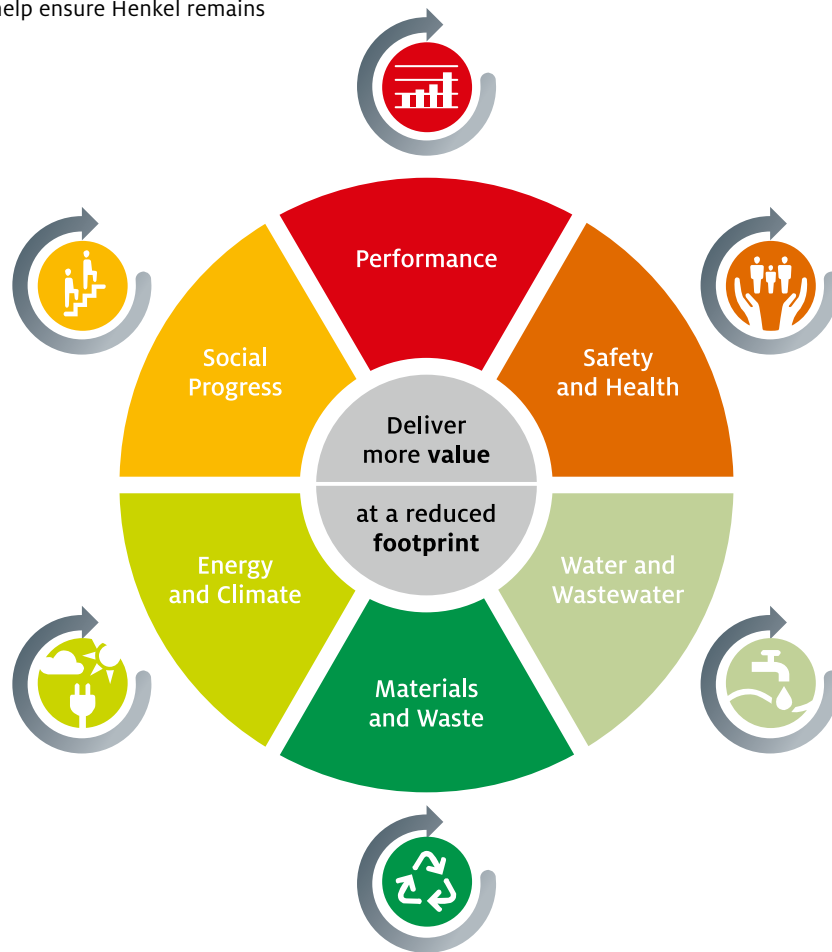 help ensure Henkel remains
Performance
Social
Progress
Safety
and Health
Deliver
more value
at a reduced
footprint
Energy
and Climate
Water and
Wastewater
Materials
and Waste